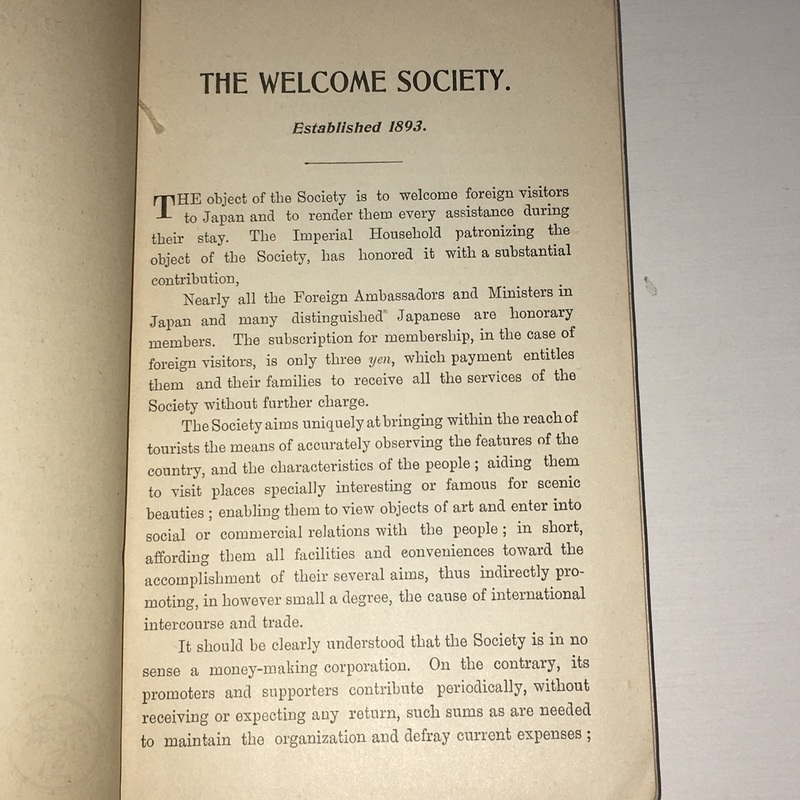 THE WELCOME SOCIETY.
Established 1893.
THE object of the Society is to welcome foreign visitors
to Japan and to render them every assistance during
their stay. The Imperial Household patronizing the
object of the Society, has honored it with a substantial
contribution,
Nearly all the Foreign Ambassadors and Ministers in
Japan and many distinguished Japanese are honorary
members. The subscription for membership, in the case of
foreign visitors, is only three yen, which payment entitles
them and their families to receive all the services of the
Society without further charge.
The Society aims uniquely at bringing within the reach of
tourists the means of accurately observing the features of the
country, and the characteristics of the people ; aiding them
to visit places specially interesting or famous for scenic
beauties ; enabling them to view objects of art and enter into
social or commercial relations with the people ; in short,
affording them all facilities and conveniences toward the
accomplishment of their several aims, thus indirectly pro-
moting, in however small a degree, the cause of international
intercourse and trade.
It should be clearly understood that the Society is in no
sense a money-making corporation. On the contrary, its
promoters and supporters contribute periodically, without
receiving or expecting any return, such sums as are needed
to maintain the organization and defray current expenses ;